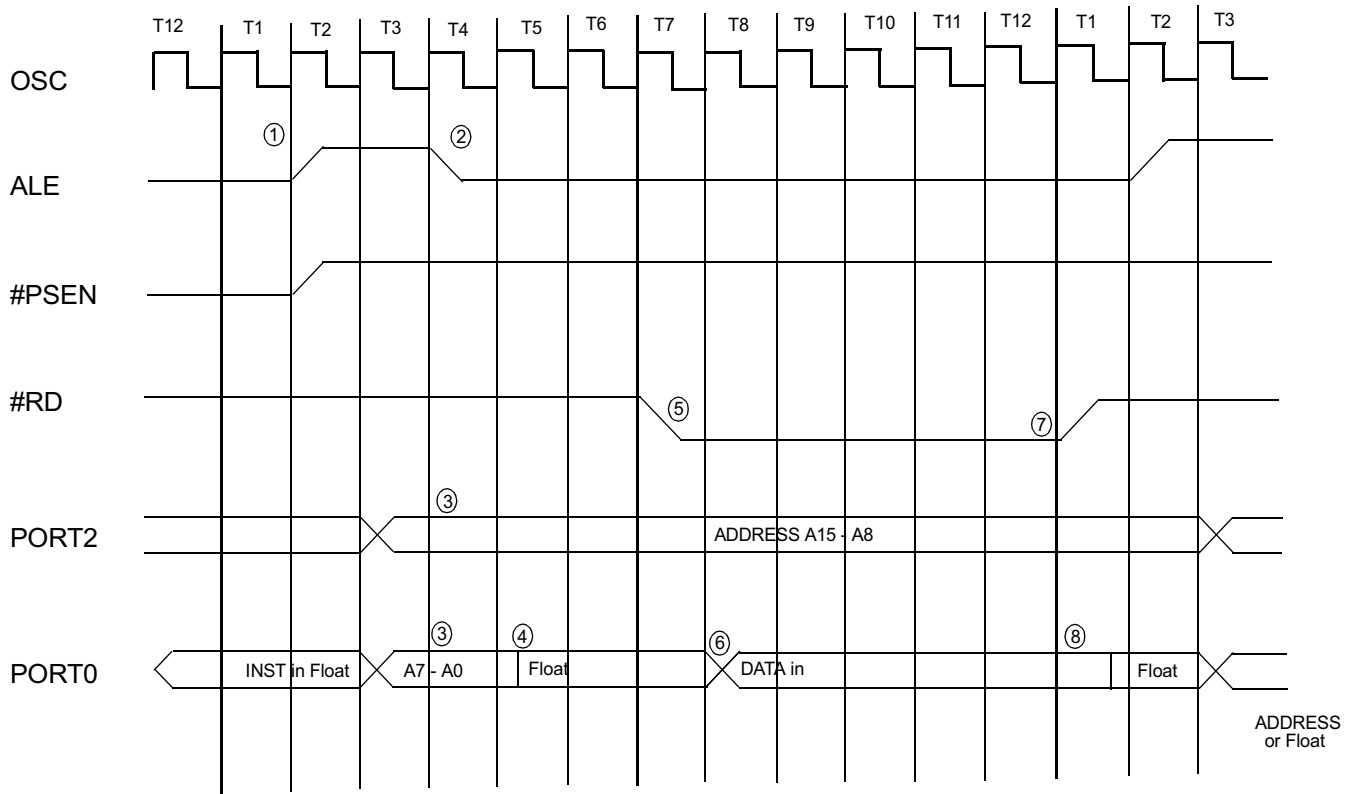 T12 T1 T2 T3 T4 T5 T6 T7 T8 T9 T10 T11 T12 T1 T2 T3
OSC
① ②
ALE
#PSEN
#RD
⑤ ⑦
③
PORT2 ADDRESS A15 - A8
③ ④ ⑥ ⑧
PORT0 INST in Float A7 - A0 Float DATA in Float
ADDRESS
or Float